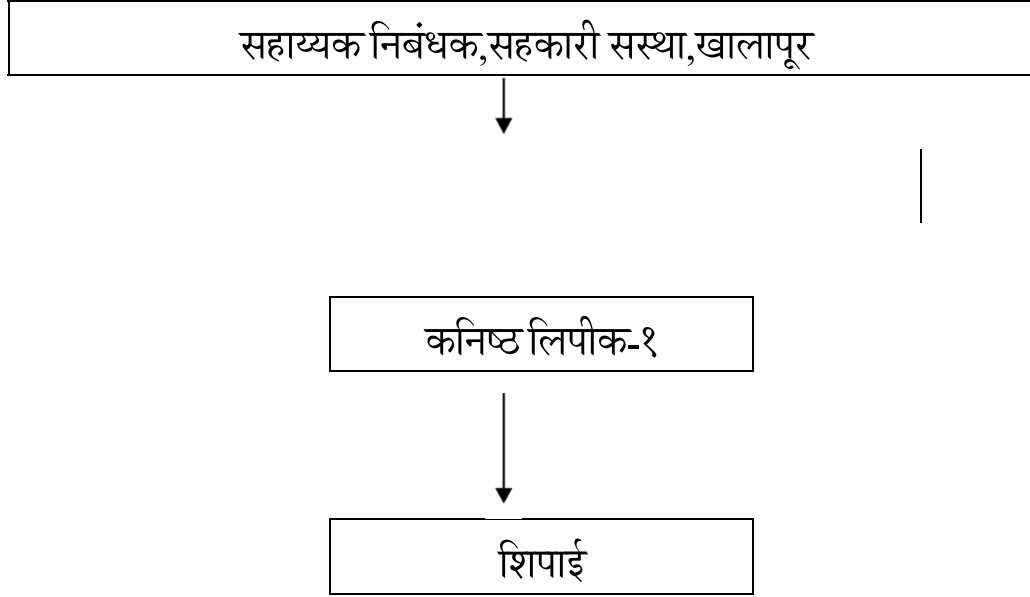 सहाय्यक निबंधक,सहकारी सस्था,खालापूर
कनिष्ठ लिपीक-१
शिपाई